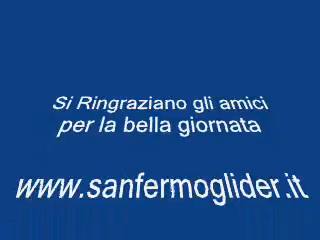 Si Ringraziano gli amici
per la bella giornata
www.sanfermoglider.it